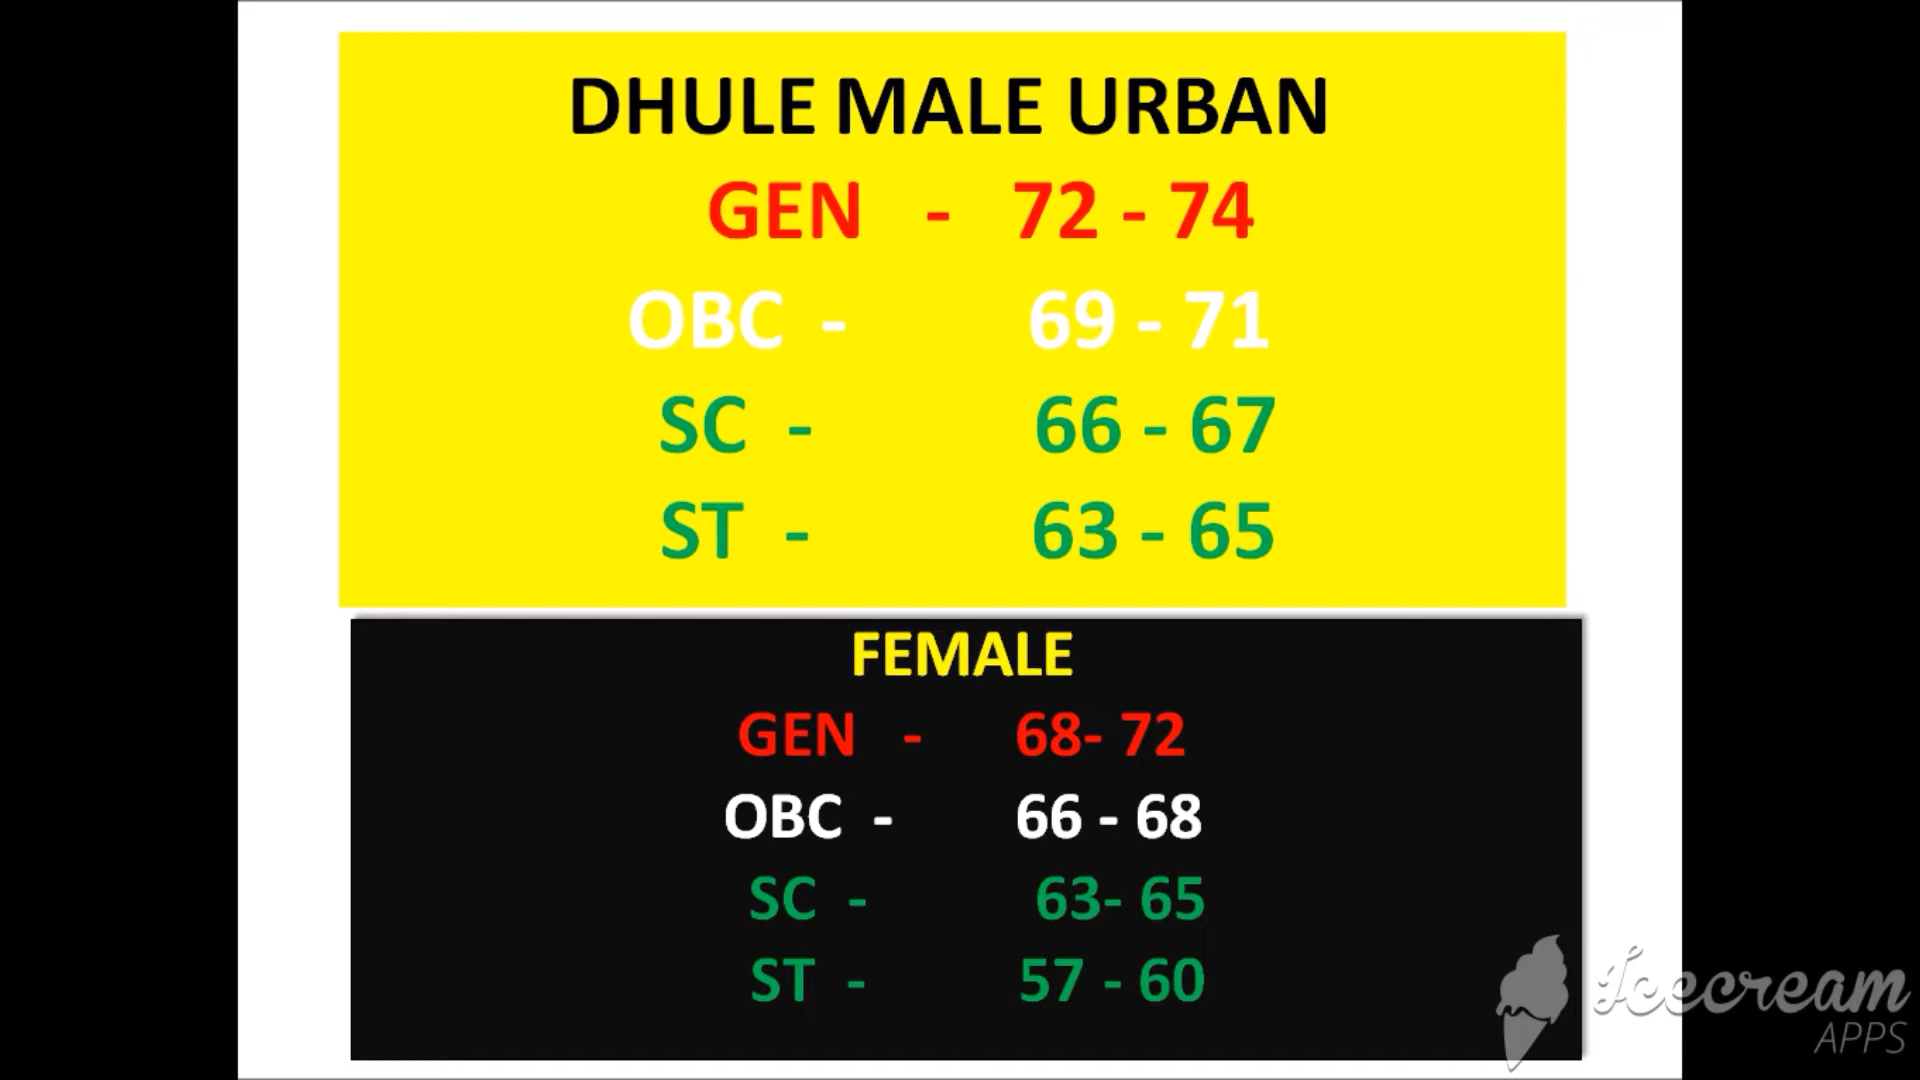 DHULE MALE URBAN
GEN - 72 - 74
OBC - 69 - 71
SC - 66 - 67
ST - 63 - 65
FEMALE
GEN - 68- 72
OBC - 66 - 68
SC - 63- 65
ST - 57 - 60
Icecream
APPS